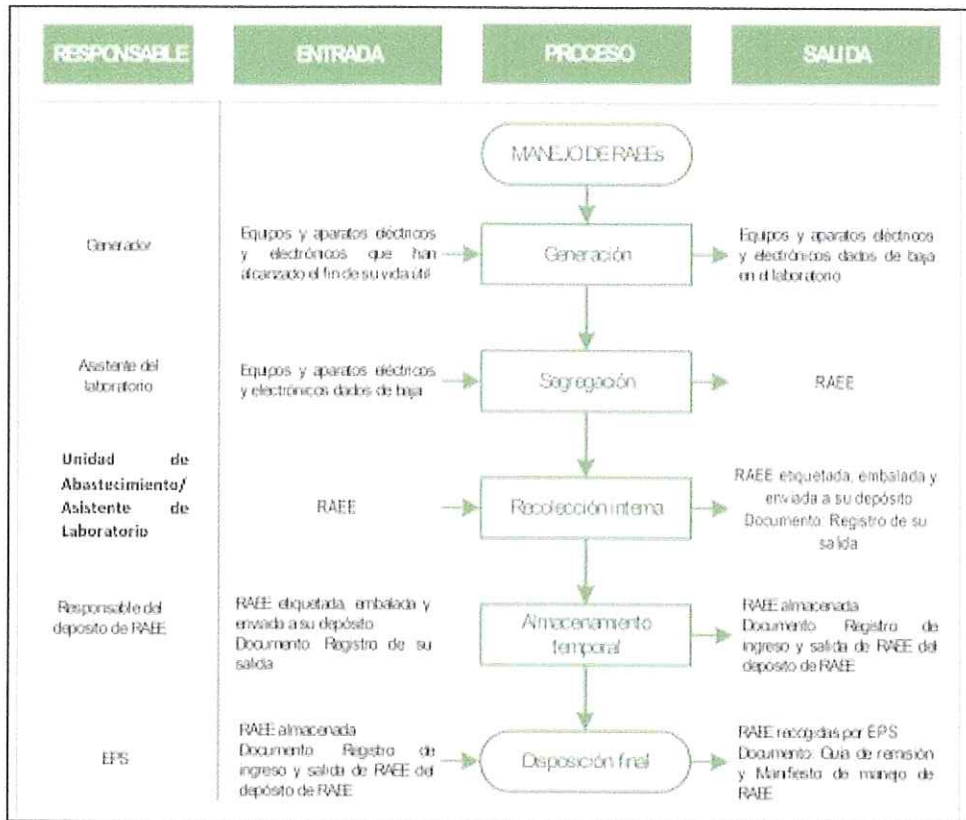 RESPONSABLE
ENTRADA
PROCESO
SALIDA
MANEJO DE RAEEs
Generador
Equipos y aparatos eléctricos
y electrónicos que han
alcanzado el fin de su vida útil
Generación
Equipos y aparatos eléctricos
y electrónicos dados de baja
en el laboratorio
Asistente del
laboratorio
Equipos y aparatos eléctricos
y electrónicos dados de baja
Segregación
RAEE
Unidad de
Abastecimiento/
Asistente de
Laboratorio
RAEE
Recolección interna
RAEE etiquetada, embalada y
enviada a su depósito
Documento: Registro de su
salida
Responsable del
deposito de RAEE
RAEE etiquetada, embalada y
enviada a su depósito
Documento Registro de su
salida
Almacenamiento
temporal
RAEE almacenada
Documento Registro de
ingreso y salida de RAEE del
depósito de RAEE
EPS
RAEE almacenada
Documento Registro de
ingreso y salida de RAEE del
depósito de RAEE
Disposición final
RAEE recogidas por EPS
Documento: Guía de remisión
y Manifiesto de manejo de
RAEE